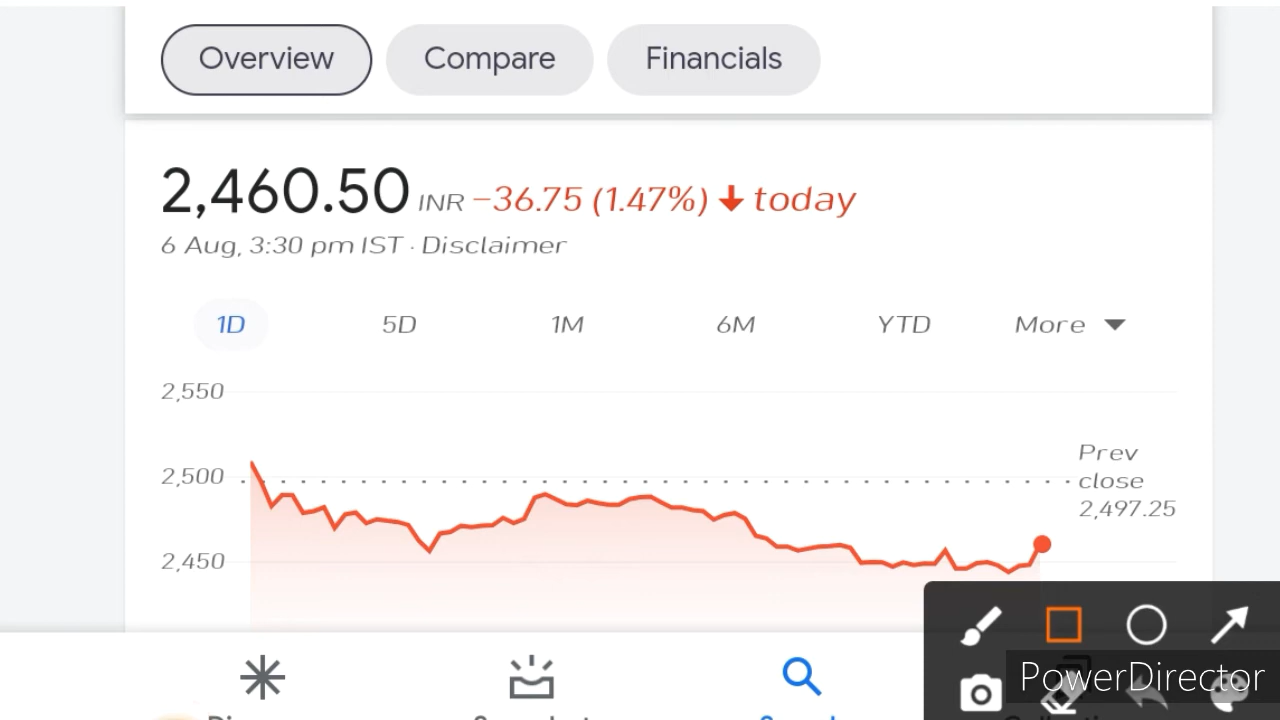 Overview Compare Financials
2,460.50 INR −36.75 (1.47%) today
6 Aug, 3:30 pm IST · Disclaimer
1D 5D 1M 6M YTD More
2,550
2,500
2,450
Prev
close
2,497.25
PowerDirector